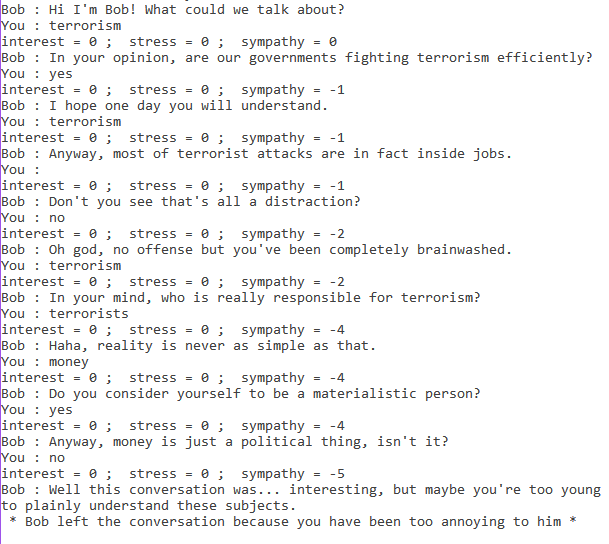 Bob : Hi I'm Bob! What could we talk about?
You : terrorism
interest = 0 ;  stress = 0 ;  sympathy = 0
Bob : In your opinion, are our governments fighting terrorism efficiently?
You : yes
interest = 0 ;  stress = 0 ;  sympathy = -1
Bob : I hope one day you will understand.
You : terrorism
interest = 0 ;  stress = 0 ;  sympathy = -1
Bob : Anyway, most of terrorist attacks are in fact inside jobs.
You :
interest = 0 ;  stress = 0 ;  sympathy = -1
Bob : Don't you see that's all a distraction?
You : no
interest = 0 ;  stress = 0 ;  sympathy = -2
Bob : Oh god, no offense but you've been completely brainwashed.
You : terrorism
interest = 0 ;  stress = 0 ;  sympathy = -2
Bob : In your mind, who is really responsible for terrorism?
You : terrorists
interest = 0 ;  stress = 0 ;  sympathy = -4
Bob : Haha, reality is never as simple as that.
You : money
interest = 0 ;  stress = 0 ;  sympathy = -4
Bob : Do you consider yourself to be a materialistic person?
You : yes
interest = 0 ;  stress = 0 ;  sympathy = -4
Bob : Anyway, money is just a political thing, isn't it?
You : no
interest = 0 ;  stress = 0 ;  sympathy = -5
Bob : Well this conversation was... interesting, but maybe you're too young
to plainly understand these subjects.
 * Bob left the conversation because you have been too annoying to him *